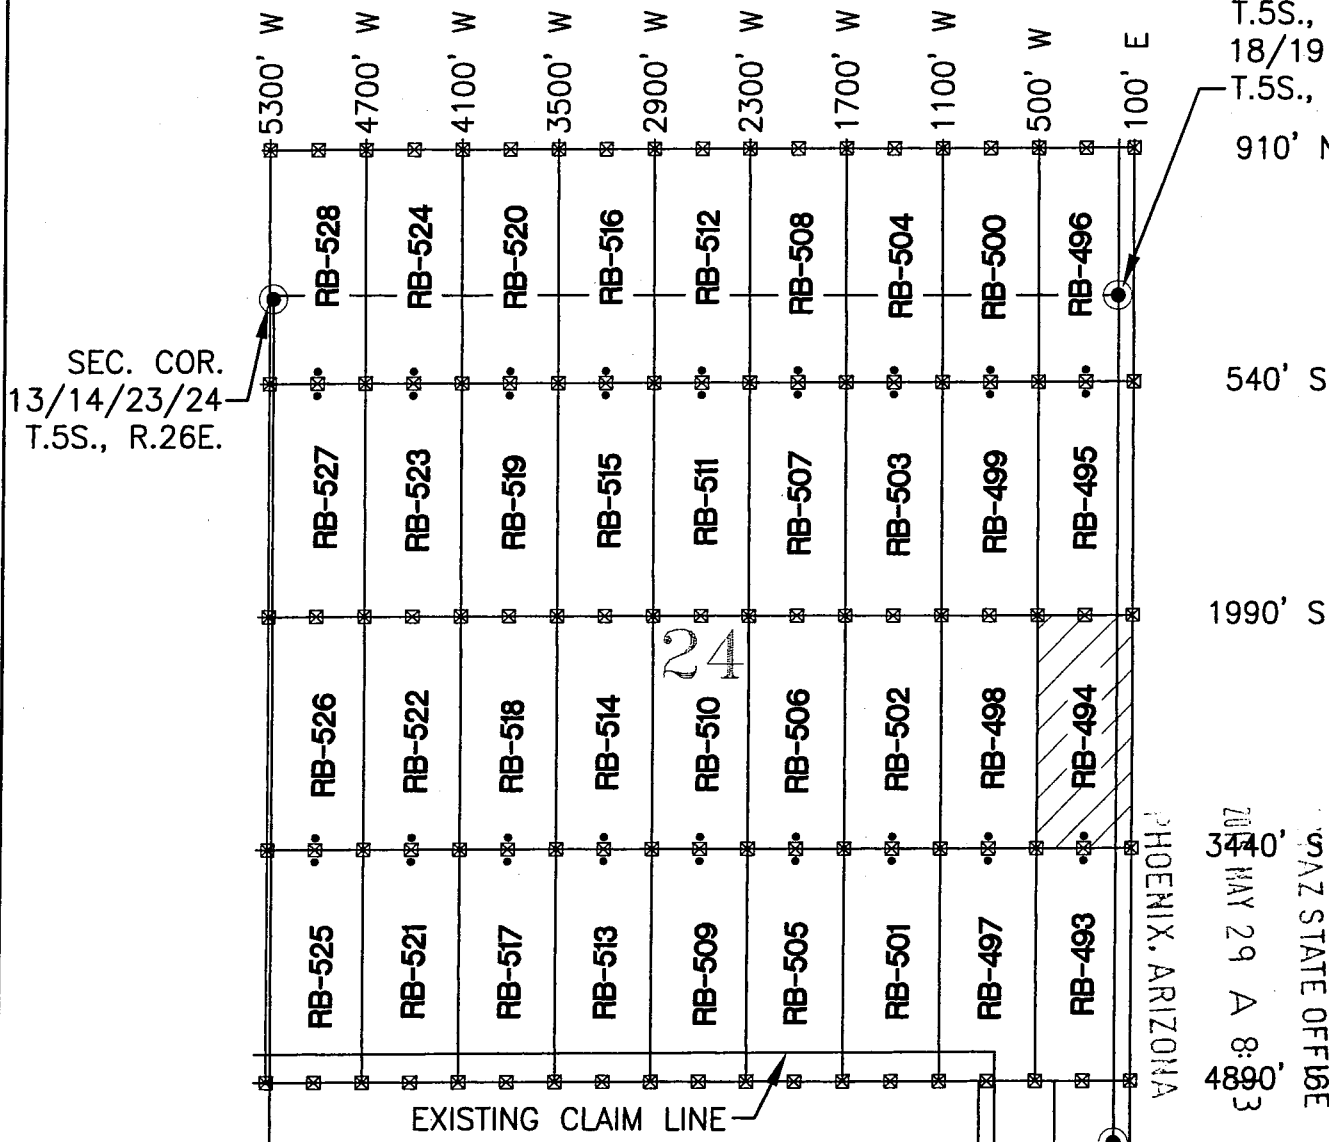 5300' W
4700' W
4100' W
3500' W
2900' W
2300' W
1700' W
1100' W
500' W
100' E
T.5S.,
18/19
T.5S.,
910' N
RB-528
RB-524
RB-520
RB-516
RB-512
RB-508
RB-504
RB-500
RB-496
SEC. COR.
13/14/23/24
T.5S., R.26E.
540' S
RB-527
RB-523
RB-519
RB-515
RB-511
RB-507
RB-503
RB-499
RB-495
1990' S
24
RB-526
RB-522
RB-518
RB-514
RB-510
RB-506
RB-502
RB-498
RB-494
3440' S
RB-525
RB-521
RB-517
RB-513
RB-509
RB-505
RB-501
RB-497
RB-493
4890'
EXISTING CLAIM LINE
PHOENIX, ARIZONA
MAY 29 A
AZ STATE OFFICE